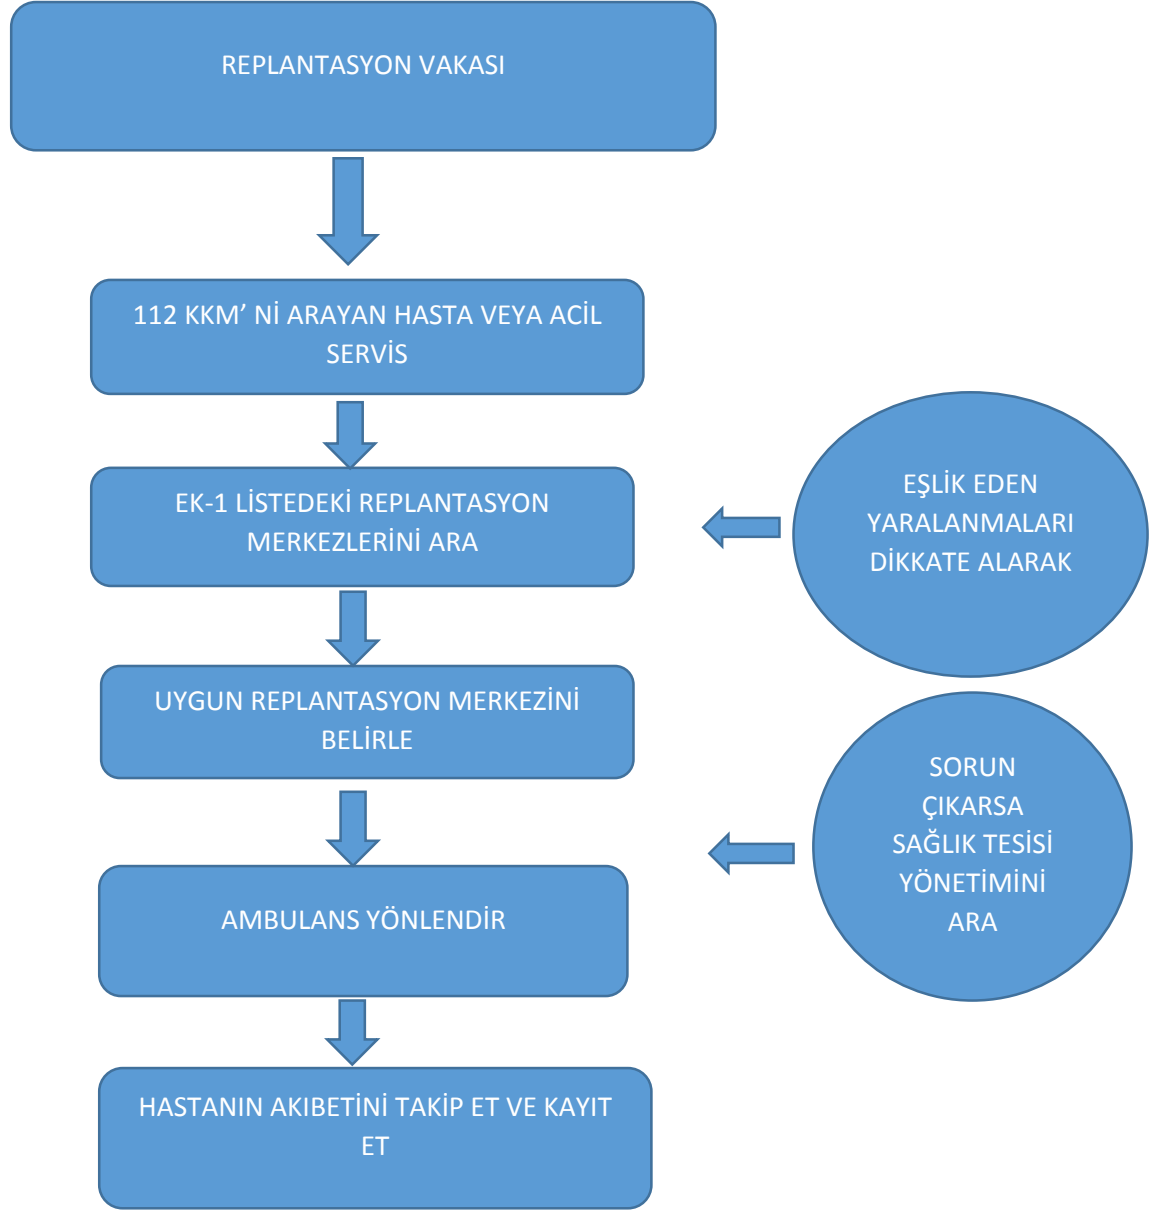 REPLANTASYON VAKASI
112 KKM’ Nİ ARAYAN HASTA VEYA ACİL
SERVİS
EK-1 LİSTEDEKİ REPLANTASYON
MERKEZLERİNİ ARA
EŞLİK EDEN
YARALANMALARI
DİKKATE ALARAK
UYGUN REPLANTASYON MERKEZİNİ
BELİRLE
SORUN
ÇIKARSA
SAĞLIK TESİSİ
YÖNETİMİNİ
ARA
AMBULANS YÖNLENDİR
HASTANIN AKIBETİNİ TAKİP ET VE KAYIT
ET